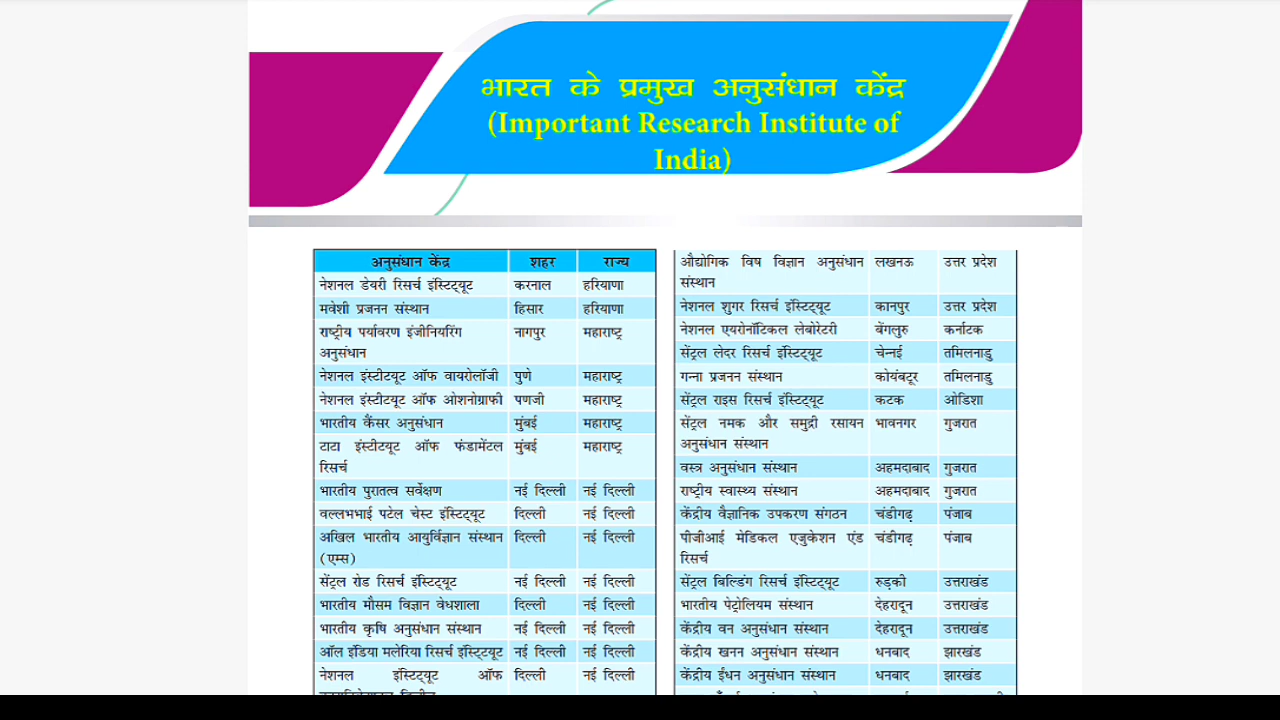 भारत के प्रमुख अनुसंधान केंद्र
(Important Research Institute of
India)
अनुसंधान केंद्र शहर राज्य
नेशनल डेयरी रिसर्च इंस्टिट्यूट करनाल हरियाणा
मवेशी प्रजनन संस्थान हिसार हरियाणा
राष्ट्रीय पर्यावरण इंजीनियरिंग नागपुर महाराष्ट्र
अनुसंधान
नेशनल इंस्टीटयूट ऑफ वायरोलॉजी पुणे महाराष्ट्र
नेशनल इंस्टीटयूट ऑफ ओशनोग्राफी पणजी महाराष्ट्र
भारतीय कैंसर अनुसंधान मुंबई महाराष्ट्र
टाटा इंस्टीटयूट ऑफ फंडामेंटल मुंबई महाराष्ट्र
रिसर्च
भारतीय पुरातत्व सर्वेक्षण नई दिल्ली नई दिल्ली
वल्लभभाई पटेल चेस्ट इंस्टिट्यूट दिल्ली नई दिल्ली
अखिल भारतीय आयुर्विज्ञान संस्थान दिल्ली नई दिल्ली
(एम्स)
सेंट्रल रोड रिसर्च इंस्टिट्यूट नई दिल्ली नई दिल्ली
भारतीय मौसम विज्ञान वेधशाला दिल्ली नई दिल्ली
भारतीय कृषि अनुसंधान संस्थान नई दिल्ली नई दिल्ली
ऑल इंडिया मलेरिया रिसर्च इंस्टिट्यूट नई दिल्ली नई दिल्ली
नेशनल इंस्टिट्यूट ऑफ दिल्ली नई दिल्ली
औद्योगिक विष विज्ञान अनुसंधान लखनऊ उत्तर प्रदेश
संस्थान
नेशनल शुगर रिसर्च इंस्टिट्यूट कानपुर उत्तर प्रदेश
नेशनल एयरोनॉटिकल लेबोरेटरी बेंगलुरु कर्नाटक
सेंट्रल लेदर रिसर्च इंस्टिट्यूट चेन्नई तमिलनाडु
गन्ना प्रजनन संस्थान कोयंबटूर तमिलनाडु
सेंट्रल राइस रिसर्च इंस्टिट्यूट कटक ओडिशा
सेंट्रल नमक और समुद्री रसायन भावनगर गुजरात
अनुसंधान संस्थान
वस्त्र अनुसंधान संस्थान अहमदाबाद गुजरात
राष्ट्रीय स्वास्थ्य संस्थान अहमदाबाद गुजरात
केंद्रीय वैज्ञानिक उपकरण संगठन चंडीगढ़ पंजाब
पीजीआई मेडिकल एजुकेशन एंड चंडीगढ़ पंजाब
रिसर्च
सेंट्रल बिल्डिंग रिसर्च इंस्टिट्यूट रुड़की उत्तराखंड
भारतीय पेट्रोलियम संस्थान देहरादून उत्तराखंड
केंद्रीय वन अनुसंधान संस्थान देहरादून उत्तराखंड
केंद्रीय खनन अनुसंधान संस्थान धनबाद झारखंड
केंद्रीय ईंधन अनुसंधान संस्थान धनबाद झारखंड